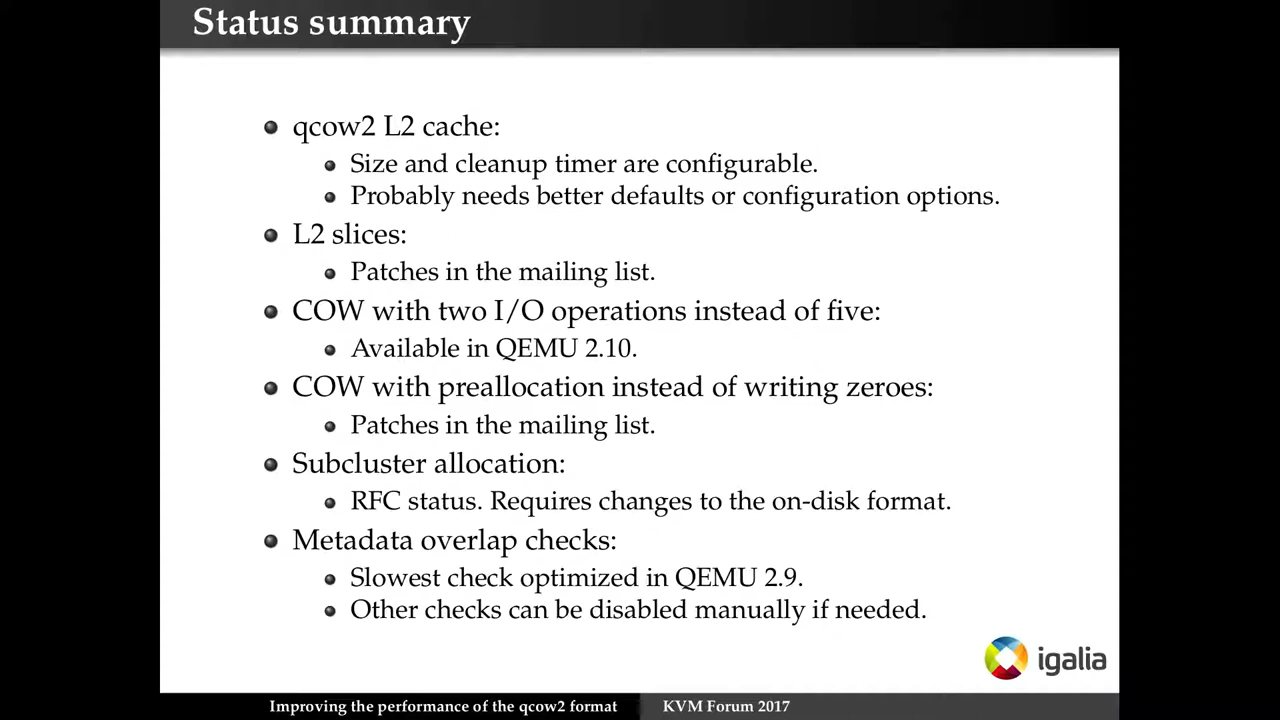 Status summary
qcow2 L2 cache:
Size and cleanup timer are configurable.
Probably needs better defaults or configuration options.
L2 slices:
Patches in the mailing list.
COW with two I/O operations instead of five:
Available in QEMU 2.10.
COW with preallocation instead of writing zeroes:
Patches in the mailing list.
Subcluster allocation:
RFC status. Requires changes to the on-disk format.
Metadata overlap checks:
Slowest check optimized in QEMU 2.9.
Other checks can be disabled manually if needed.
igalia
Improving the performance of the qcow2 format KVM Forum 2017